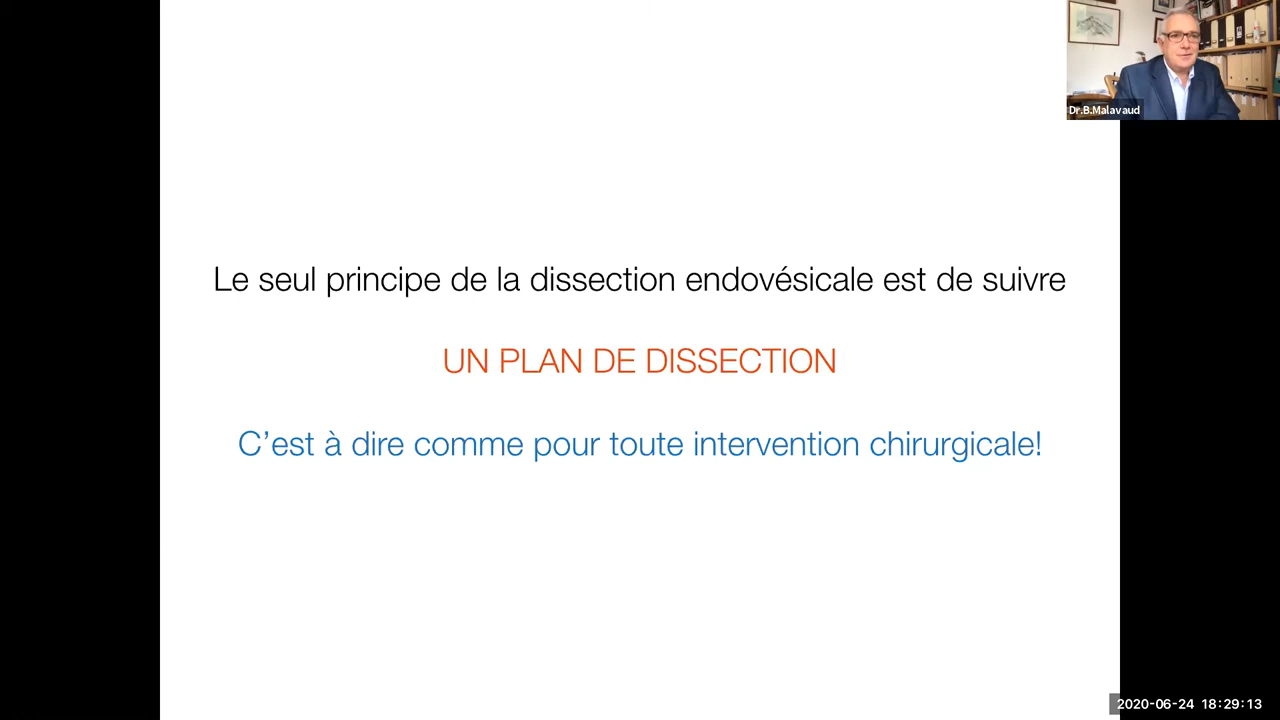 Dr.B.Malavaud
Le seul principe de la dissection endovésicale est de suivre
UN PLAN DE DISSECTION
C’est à dire comme pour toute intervention chirurgicale!
2020-06-24 18:29:13